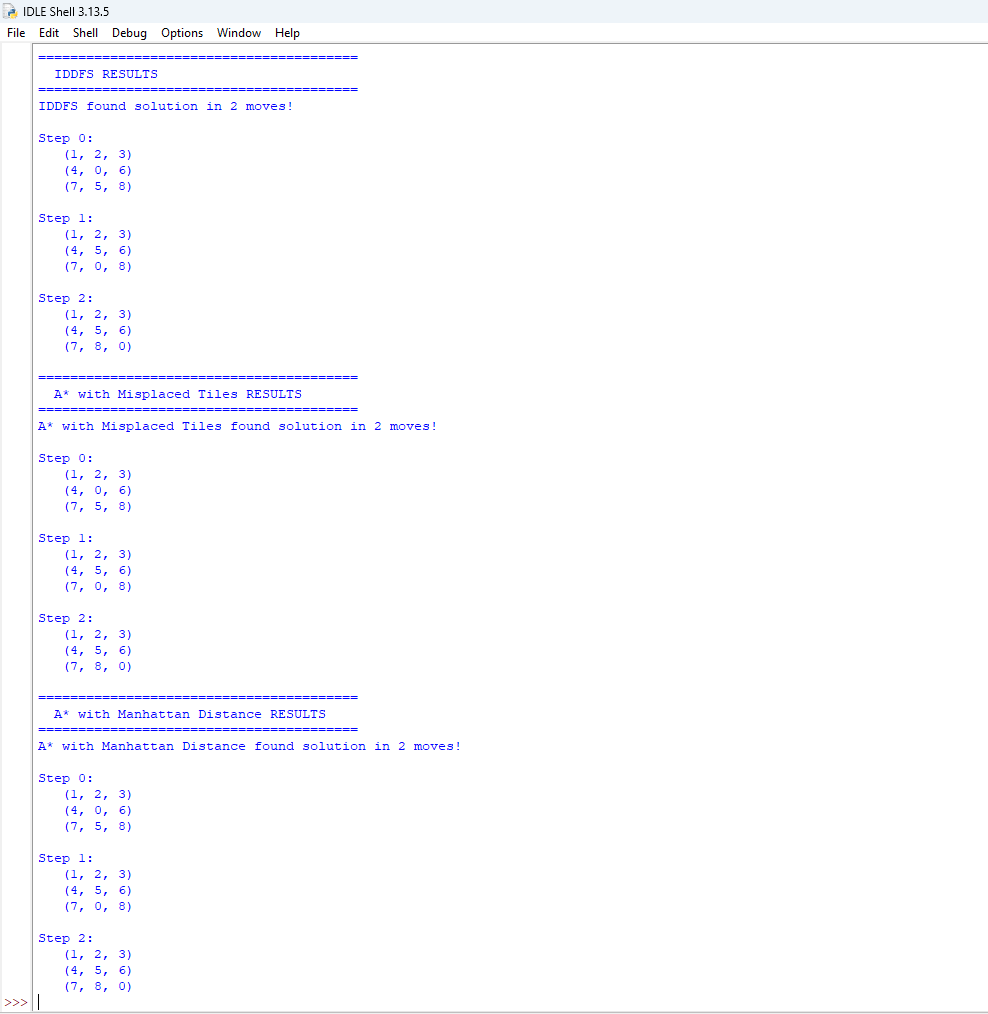 IDLE Shell 3.13.5
File Edit Shell Debug Options Window Help
========================================
  IDDFS RESULTS
========================================
IDDFS found solution in 2 moves!

Step 0:
   (1, 2, 3)
   (4, 0, 6)
   (7, 5, 8)

Step 1:
   (1, 2, 3)
   (4, 5, 6)
   (7, 0, 8)

Step 2:
   (1, 2, 3)
   (4, 5, 6)
   (7, 8, 0)

========================================
  A* with Misplaced Tiles RESULTS
========================================
A* with Misplaced Tiles found solution in 2 moves!

Step 0:
   (1, 2, 3)
   (4, 0, 6)
   (7, 5, 8)

Step 1:
   (1, 2, 3)
   (4, 5, 6)
   (7, 0, 8)

Step 2:
   (1, 2, 3)
   (4, 5, 6)
   (7, 8, 0)

========================================
  A* with Manhattan Distance RESULTS
========================================
A* with Manhattan Distance found solution in 2 moves!

Step 0:
   (1, 2, 3)
   (4, 0, 6)
   (7, 5, 8)

Step 1:
   (1, 2, 3)
   (4, 5, 6)
   (7, 0, 8)

Step 2:
   (1, 2, 3)
   (4, 5, 6)
   (7, 8, 0)
>>>